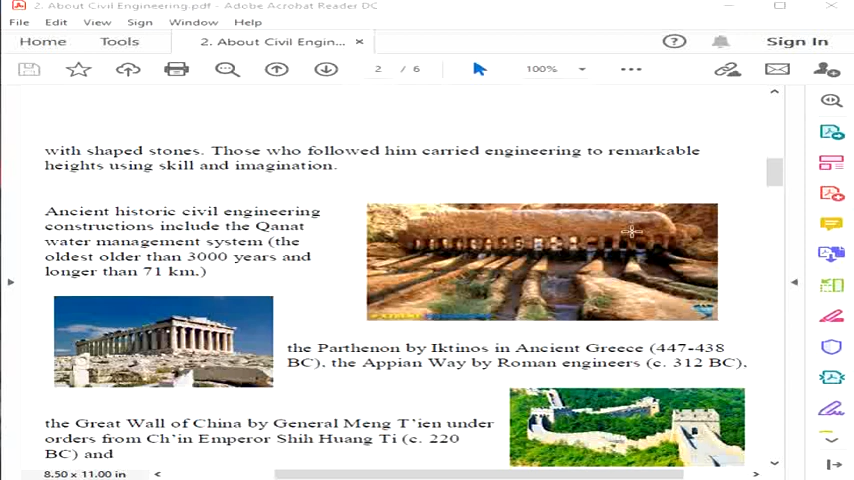 2. About Civil Engineering.pdf - Adobe Acrobat Reader DC
File Edit View Sign Window Help
Home Tools 2. About Civil Engin... × Sign In
2 / 6 100%
with shaped stones. Those who followed him carried engineering to remarkable
heights using skill and imagination.
Ancient historic civil engineering
constructions include the Qanat
water management system (the
oldest older than 3000 years and
longer than 71 km.)
the Parthenon by Iktinos in Ancient Greece (447-438
BC), the Appian Way by Roman engineers (c. 312 BC),
the Great Wall of China by General Meng T'ien under
orders from Ch'in Emperor Shih Huang Ti (c. 220
BC) and
8.50 x 11.00 in